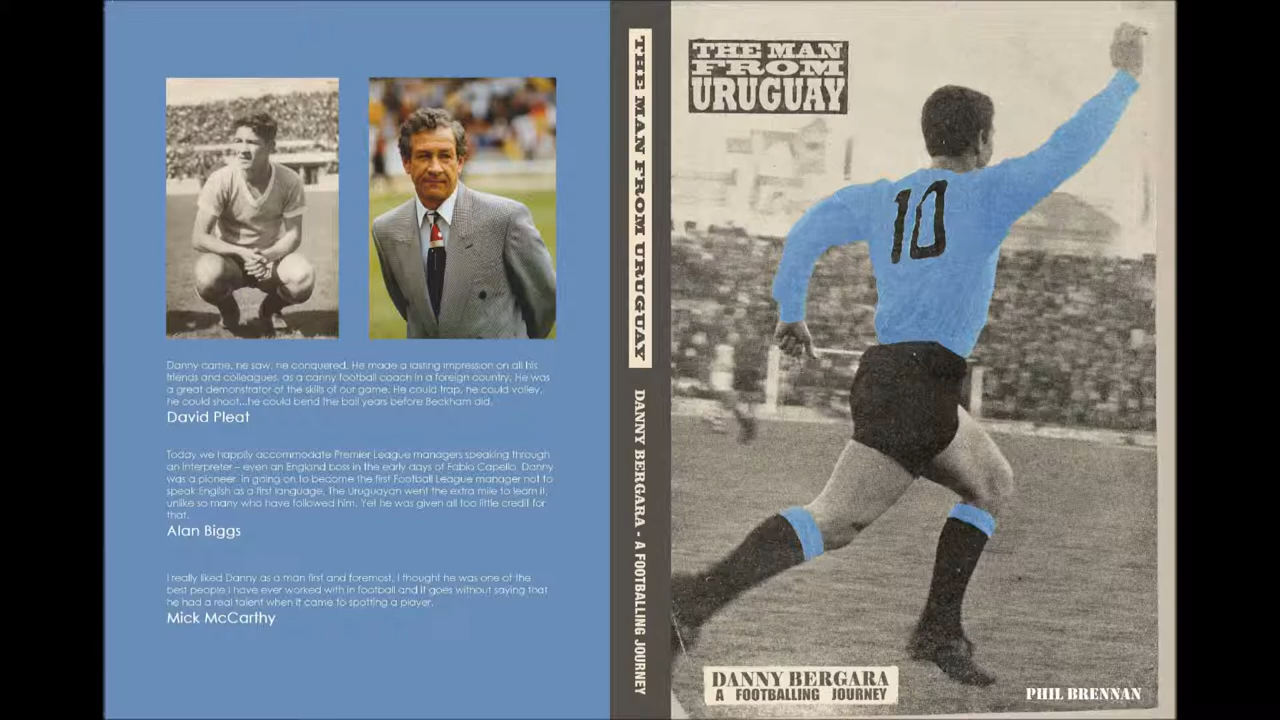 Danny came, he saw, he conquered. He made a lasting impression on all his
friends and colleagues, as a canny football coach in a foreign country. He was
a great demonstrator of the skills of our game. He could trap, he could volley,
he could shoot...he could bend the ball years before Beckham did.
David Pleat
Today we happily accommodate Premier League managers speaking through
an interpreter – even an England boss in the early days of Fabio Capello. Danny
was a pioneer in going on to become the first Football League manager not to
speak English as a first language. The Uruguayan went the extra mile to learn it,
unlike so many who have followed him. Yet he was given all too little credit for
that.
Alan Biggs
I really liked Danny as a man first and foremost. I thought he was one of the
best people I have ever worked with in football and it goes without saying that
he had a real talent when it came to spotting a player.
Mick McCarthy
THE MAN FROM URUGUAY
DANNY BERGARA - A FOOTBALLING JOURNEY
THE MAN
FROM
URUGUAY
10
DANNY BERGARA
A FOOTBALLING JOURNEY
PHIL BRENNAN